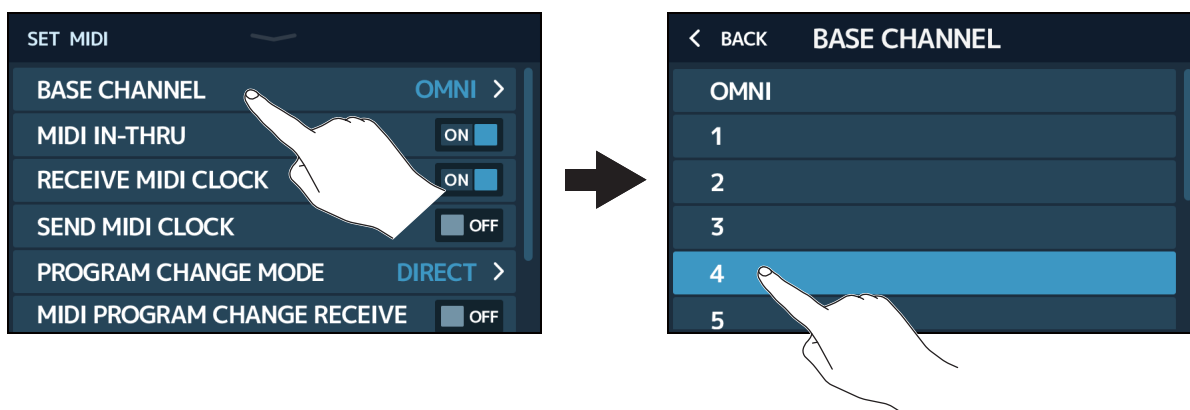 SET MIDI
BASE CHANNEL OMNI >
MIDI IN-THRU ON
RECEIVE MIDI CLOCK ON
SEND MIDI CLOCK OFF
PROGRAM CHANGE MODE DIRECT >
MIDI PROGRAM CHANGE RECEIVE OFF
< BACK BASE CHANNEL
OMNI
1
2
3
4
5